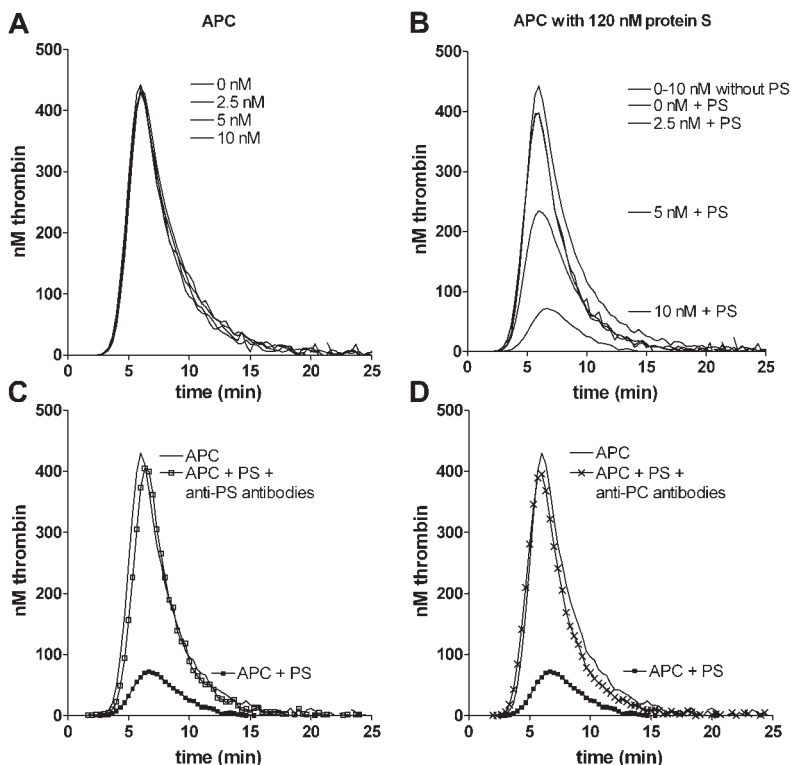 A
APC
500
400
300
200
100
0
nM thrombin
0 nM
2.5 nM
5 nM
10 nM
0 5 10 15 20 25
time (min)
B
APC with 120 nM protein S
500
400
300
200
100
0
nM thrombin
0-10 nM without PS
0 nM + PS
2.5 nM + PS
5 nM + PS
10 nM + PS
0 5 10 15 20 25
time (min)
C
500
400
300
200
100
0
nM thrombin
APC
APC + PS +
anti-PS antibodies
APC + PS
0 5 10 15 20 25
time (min)
D
500
400
300
200
100
0
nM thrombin
APC
APC + PS +
anti-PC antibodies
APC + PS
0 5 10 15 20 25
time (min)